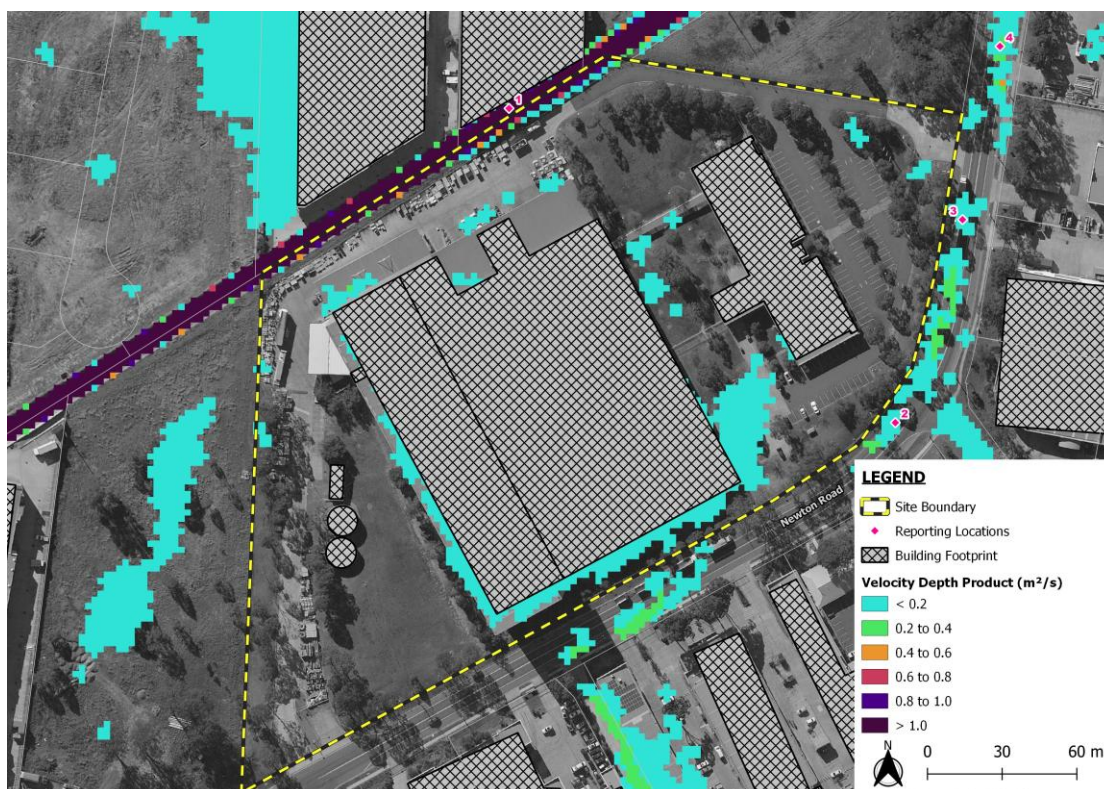 4
1
3
2
Newton Road
LEGEND
Site Boundary
Reporting Locations
Building Footprint
Velocity Depth Product (m²/s)
< 0.2
0.2 to 0.4
0.4 to 0.6
0.6 to 0.8
0.8 to 1.0
> 1.0
N
0 30 60 m